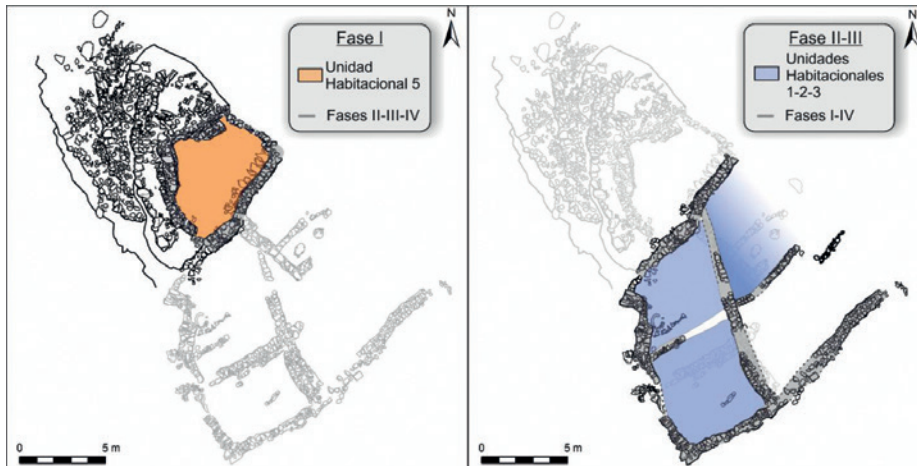 Fase I
Unidad
Habitacional 5
Fases II-III-IV
N
0
5 m
Fase II-III
Unidades
Habitacionales
1-2-3
Fases I-IV
N
0
5 m